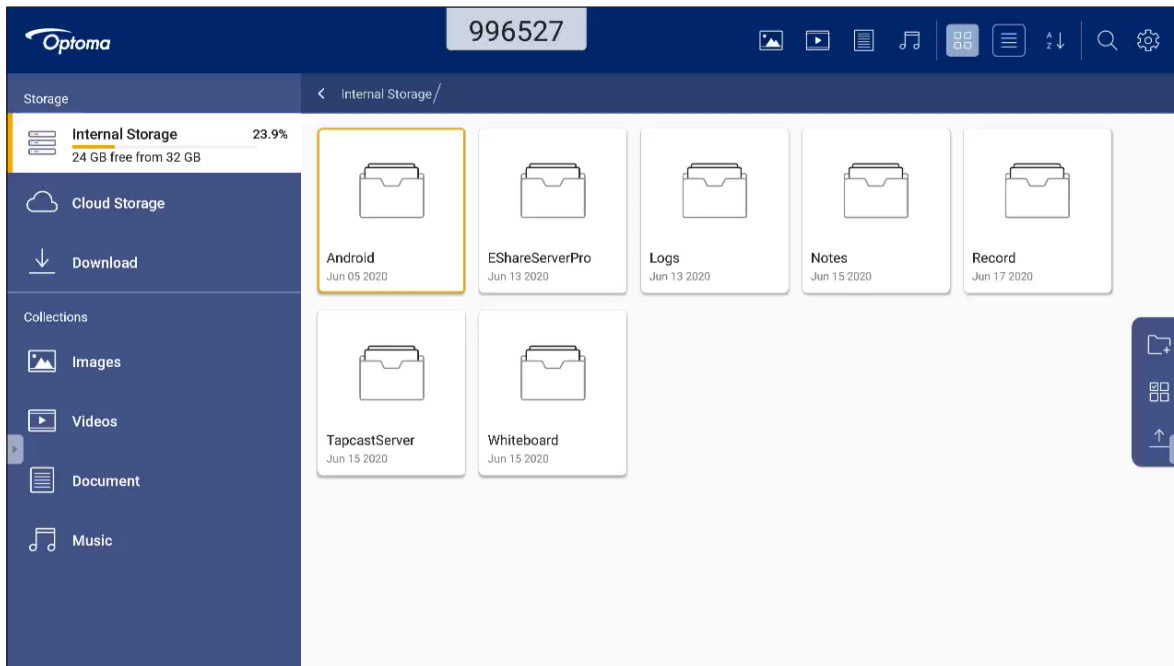 Optoma
996527
A
Z
Storage
Internal Storage/
Internal Storage
23.9%
24 GB free from 32 GB
Cloud Storage
Download
Collections
Images
Videos
Document
Music
Android
Jun 05 2020
EShareServerPro
Jun 13 2020
Logs
Jun 13 2020
Notes
Jun 15 2020
Record
Jun 17 2020
TapcastServer
Jun 15 2020
Whiteboard
Jun 15 2020